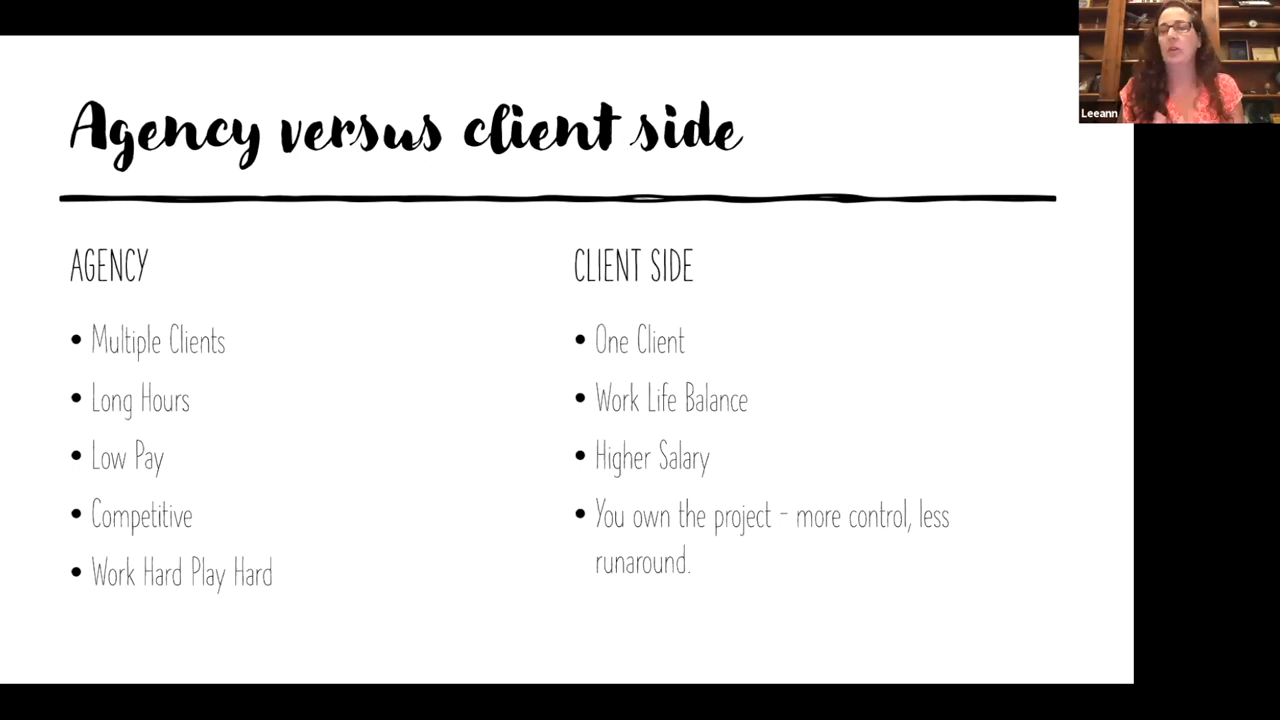 Agency versus client side
Leeann
AGENCY
• Multiple Clients
• Long Hours
• Low Pay
• Competitive
• Work Hard Play Hard
CLIENT SIDE
• One Client
• Work Life Balance
• Higher Salary
• You own the project - more control, less
runaround.